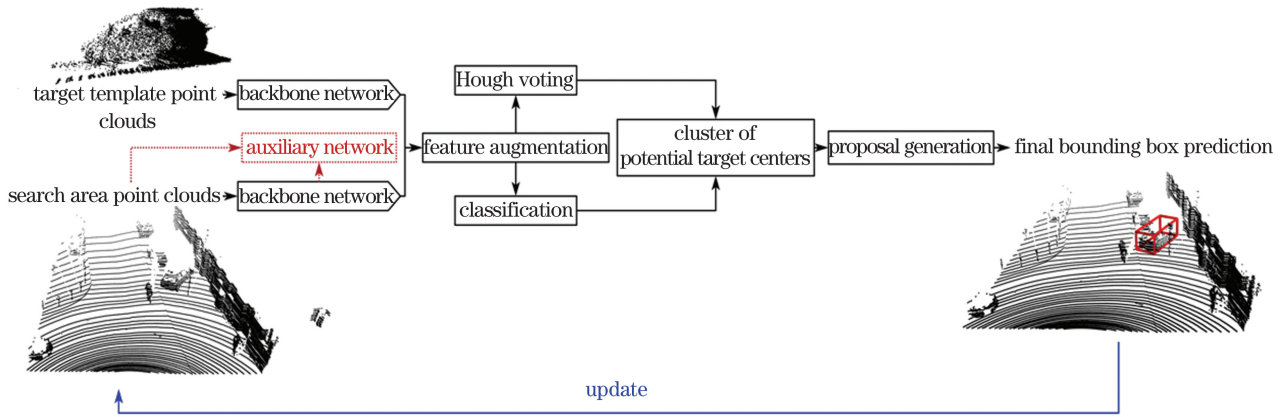 target template point
clouds
backbone network
auxiliary network
search area point clouds
backbone network
feature augmentation
Hough voting
classification
cluster of
potential target centers
proposal generation
final bounding box prediction
update